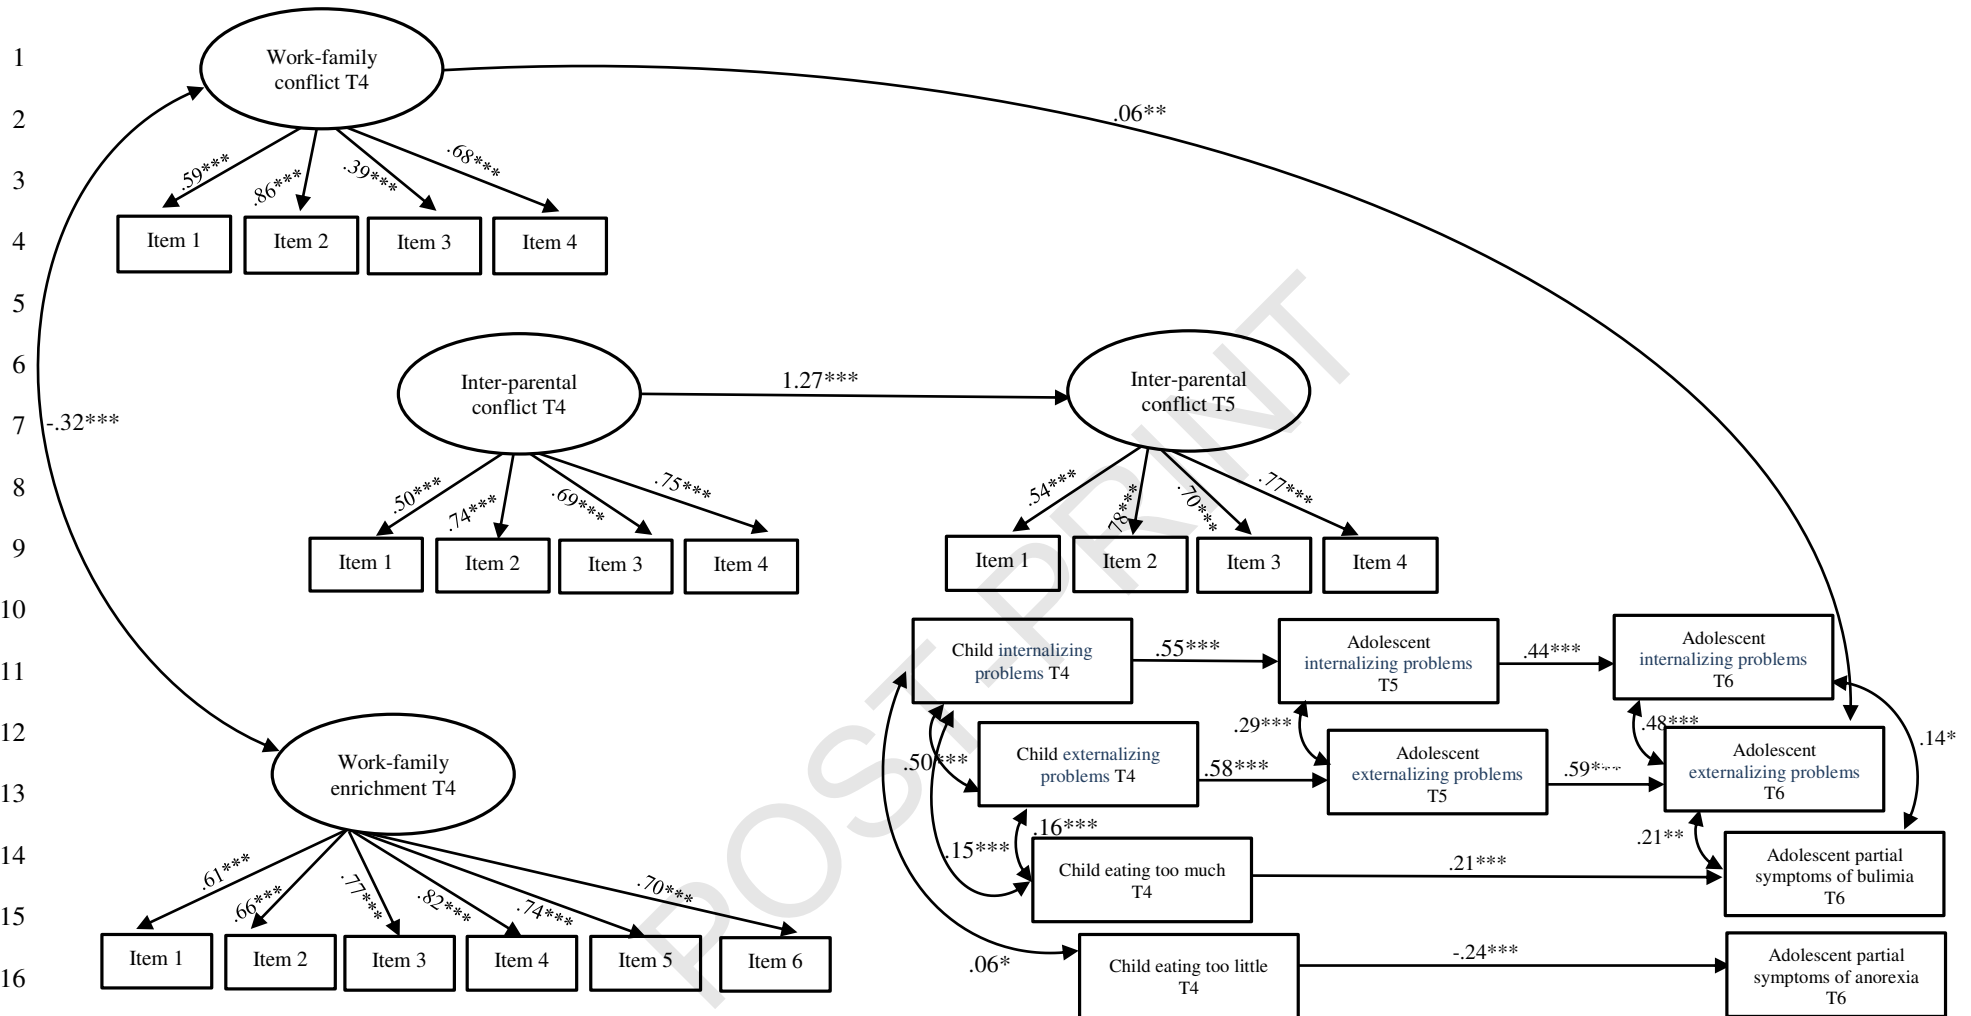 1
Work-family
conflict T4
2
.06**
3
.59***
.86***
.39***
.68***
4
Item 1
Item 2
Item 3
Item 4
5
6
Inter-parental
conflict T4
1.27***
Inter-parental
conflict T5
7
-.32***
8
.50***
.74***
.69***
.75***
.54***
.78***
.70***
.77***
9
Item 1
Item 2
Item 3
Item 4
Item 1
Item 2
Item 3
Item 4
10
11
Child internalizing
problems T4
.55***
Adolescent
internalizing problems
T5
.44***
Adolescent
internalizing problems
T6
12
.29***
.48***
.14*
Work-family
enrichment T4
.50***
Child externalizing
problems T4
.58***
Adolescent
externalizing problems
T5
.59***
Adolescent
externalizing problems
T6
13
.16***
.21**
14
.15***
Child eating too much
T4
.21***
Adolescent partial
symptoms of bulimia
T6
.61***
.66***
.77***
.82***
.74***
.70***
15
Item 1
Item 2
Item 3
Item 4
Item 5
Item 6
16
.06*
Child eating too little
T4
-.24***
Adolescent partial
symptoms of anorexia
T6
POST-PRINT